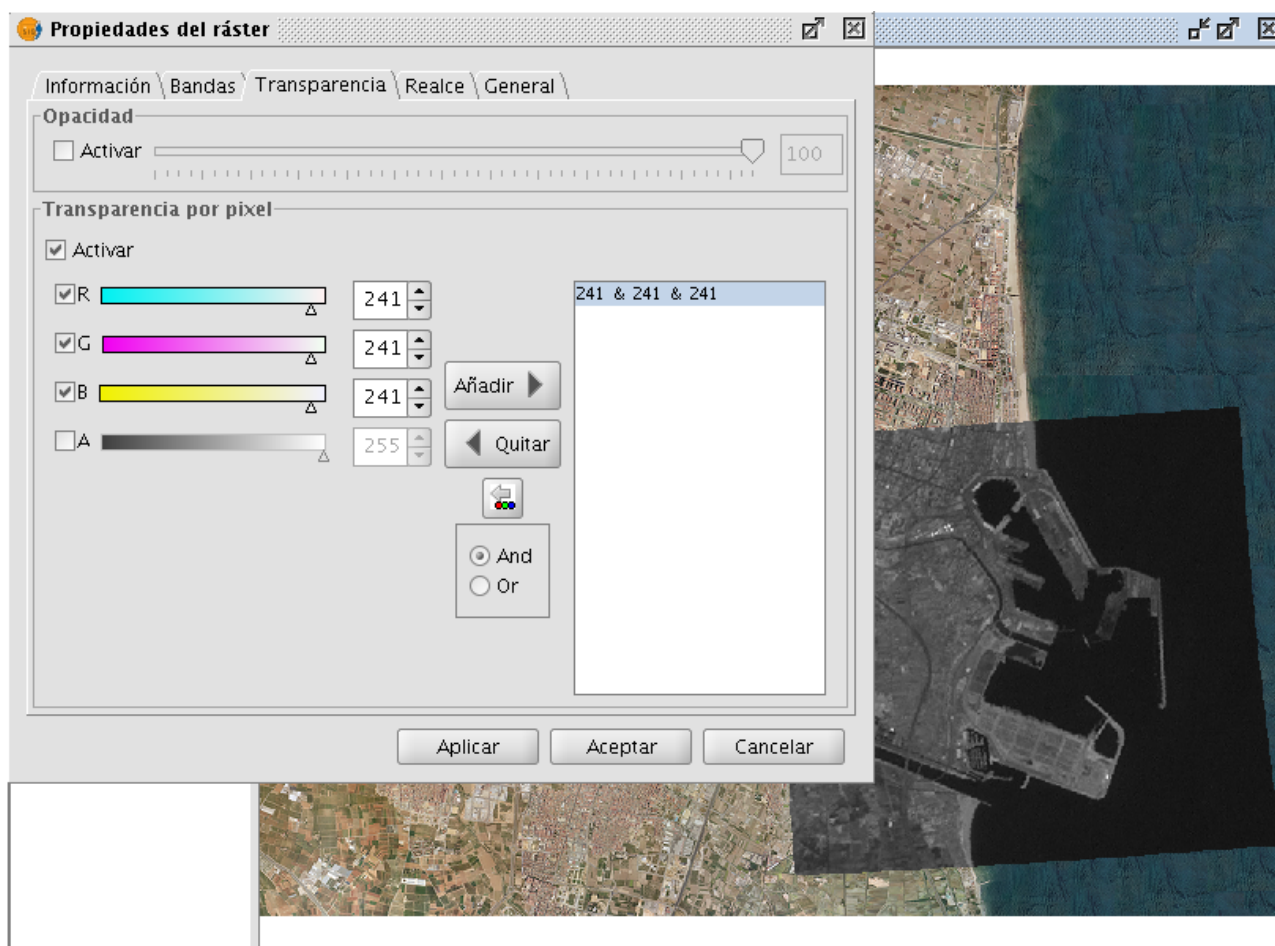 Propiedades del ráster
Información Bandas Transparencia Realce General
Opacidad
Activar 100
Transparencia por pixel
Activar
R 241 241 & 241 & 241
G 241
B 241
Añadir
A 255
Quitar
And
Or
Aplicar Aceptar Cancelar